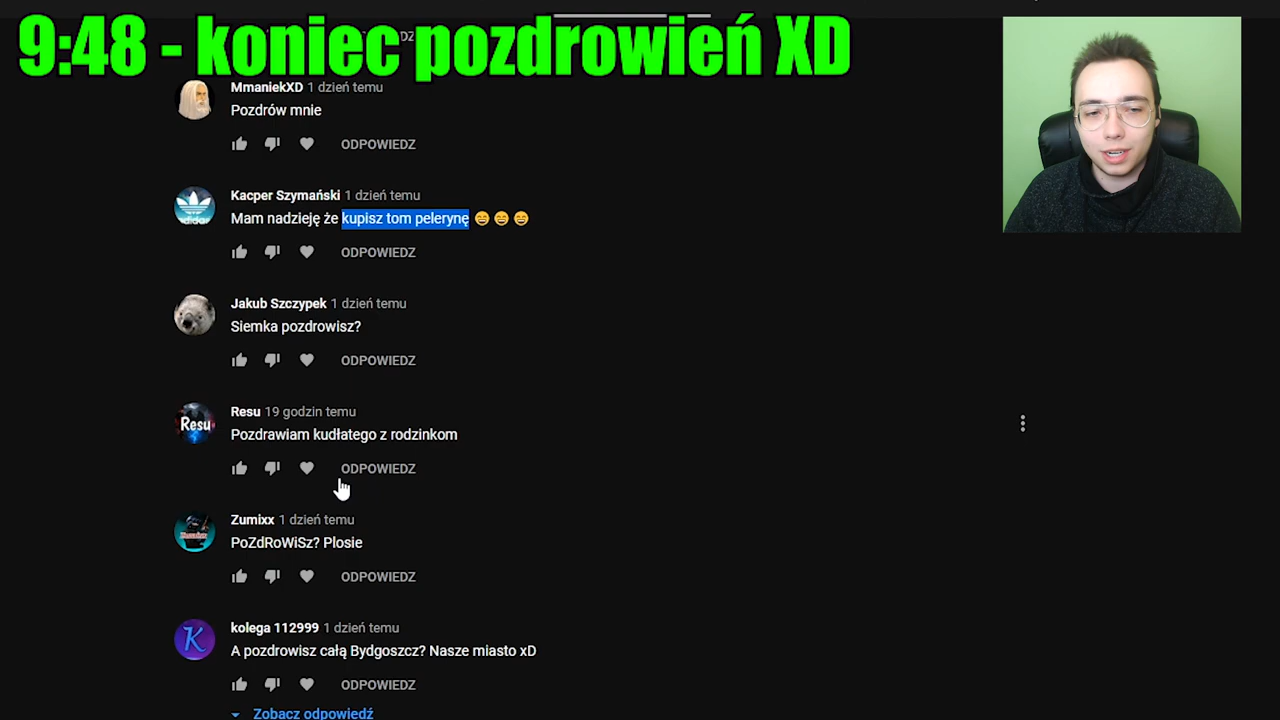 9:48 - koniec pozdrowień XD
MmaniekXD 1 dzień temu
Pozdrów mnie
ODPOWIEDZ
Kacper Szymański 1 dzień temu
Mam nadzieję że kupisz tom pelerynę 😄 😄 😄
adidas
ODPOWIEDZ
Jakub Szczypek 1 dzień temu
Siemka pozdrowisz?
ODPOWIEDZ
Resu 19 godzin temu
Resu
Pozdrawiam kudłatego z rodzinkom
ODPOWIEDZ
Zumixx 1 dzień temu
PoZdRoWiSz? Plosie
ODPOWIEDZ
kolega 112999 1 dzień temu
K
A pozdrowisz całą Bydgoszcz? Nasze miasto xD
ODPOWIEDZ
Zobacz odpowiedź